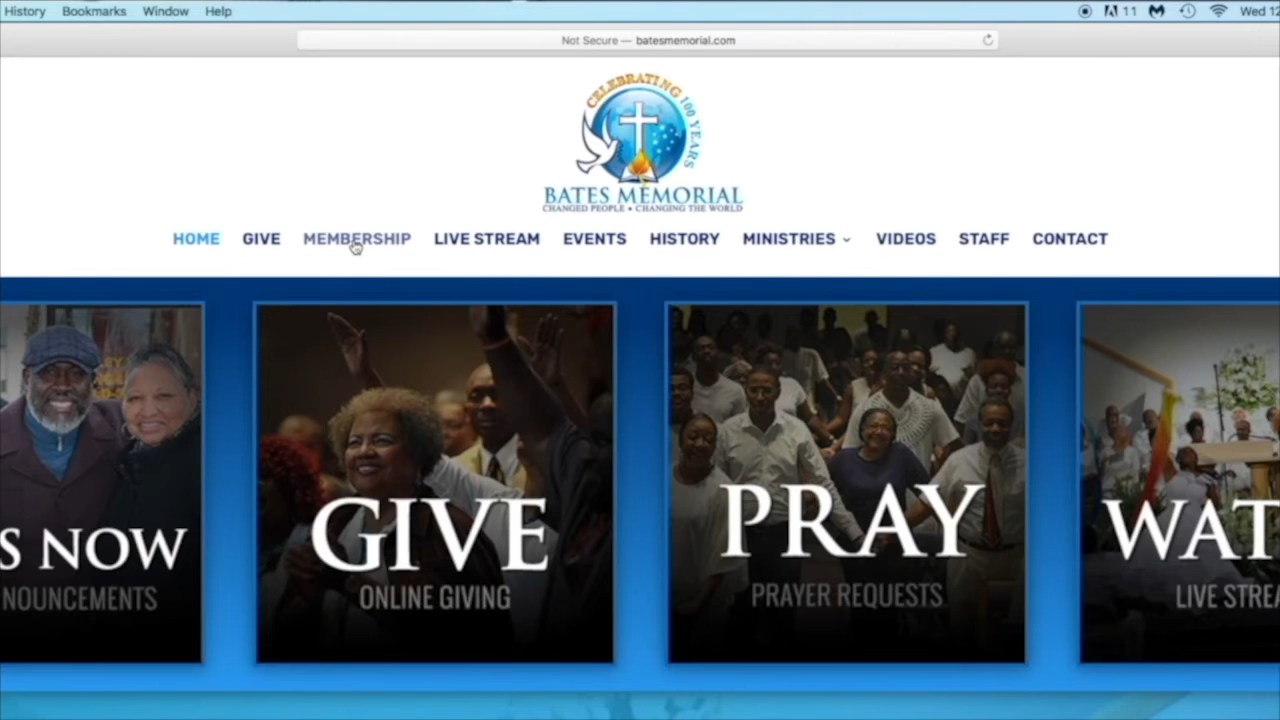 History Bookmarks Window Help 11 Wed 12
Not Secure — batesmemorial.com
CELEBRATING 100 YEARS
BATES MEMORIAL
CHANGED PEOPLE • CHANGING THE WORLD
HOME GIVE MEMBERSHIP LIVE STREAM EVENTS HISTORY MINISTRIES VIDEOS STAFF CONTACT
S NOW
NOUNCEMENTS
GIVE
ONLINE GIVING
PRAY
PRAYER REQUESTS
WAT
LIVE STREA